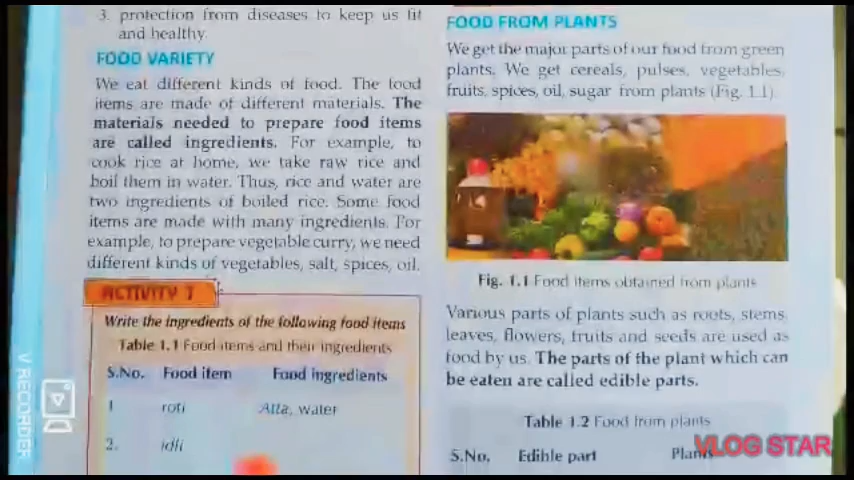 3. protection from diseases to keep us fit
and healthy.
FOOD VARIETY
We eat different kinds of food. The food
items are made of different materials. The
materials needed to prepare food items
are called ingredients. For example, to
cook rice at home, we take raw rice and
boil them in water. Thus, rice and water are
two ingredients of boiled rice. Some food
items are made with many ingredients. For
example, to prepare vegetable curry, we need
different kinds of vegetables, salt, spices, oil.
ACTIVITY 1
Write the ingredients of the following food items
Table 1.1 Food items and their ingredients
S.No. Food item Food ingredients
1 roti Atta, water
2. idli
FOOD FROM PLANTS
We get the major parts of our food from green
plants. We get cereals, pulses, vegetables,
fruits, spices, oil, sugar from plants (Fig. 1.1).
Fig. 1.1 Food items obtained from plants
Various parts of plants such as roots, stems,
leaves, flowers, fruits and seeds are used as
food by us. The parts of the plant which can
be eaten are called edible parts.
Table 1.2 Food from plants
S.No. Edible part Plants
V RECORDER
VLOG STAR